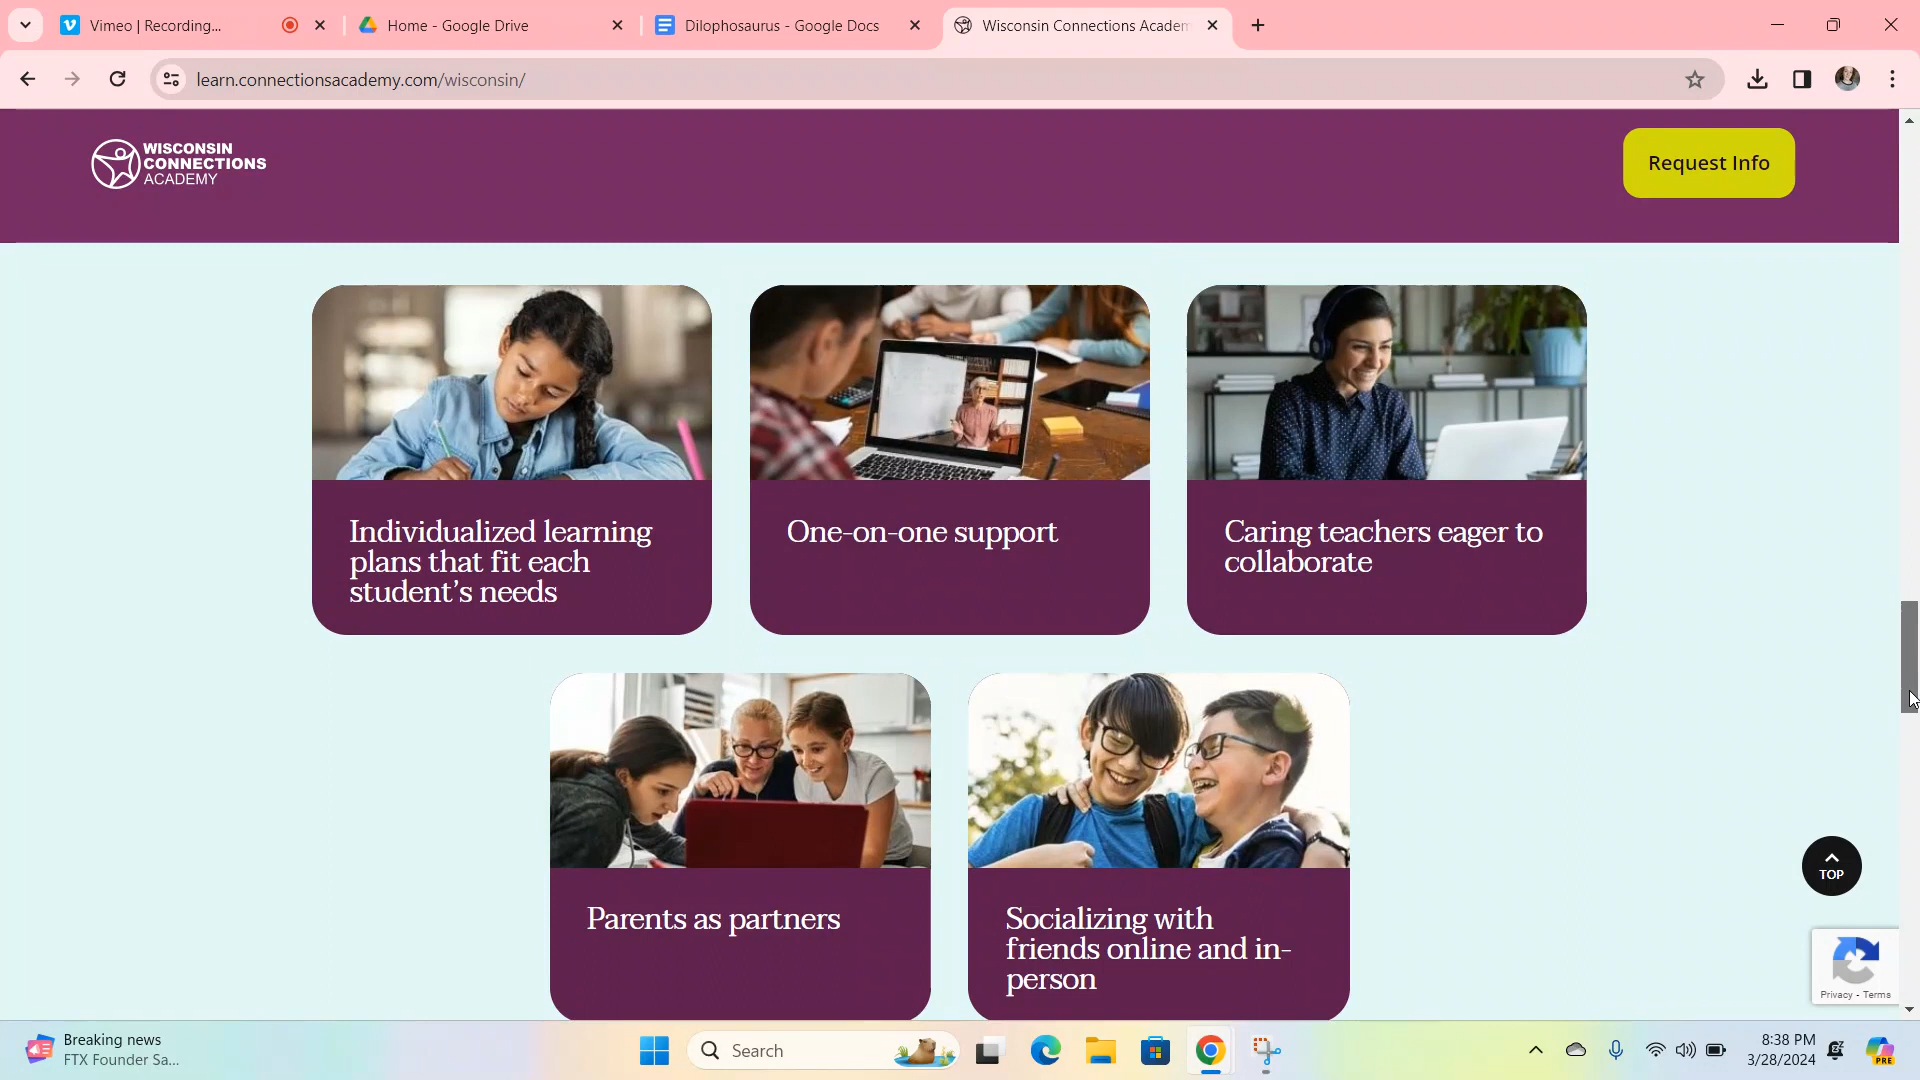 Vimeo | Recording...
Home - Google Drive
Dilophosaurus - Google Docs
Wisconsin Connections Academ
learn.connectionsacademy.com/wisconsin/
WISCONSIN
CONNECTIONS
ACADEMY
Request Info
Individualized learning
plans that fit each
student’s needs
One-on-one support
Caring teachers eager to
collaborate
Parents as partners
Socializing with
friends online and in-
person
TOP
Privacy - Terms
Breaking news
FTX Founder Sa...
Search
8:38 PM
3/28/2024
PRE